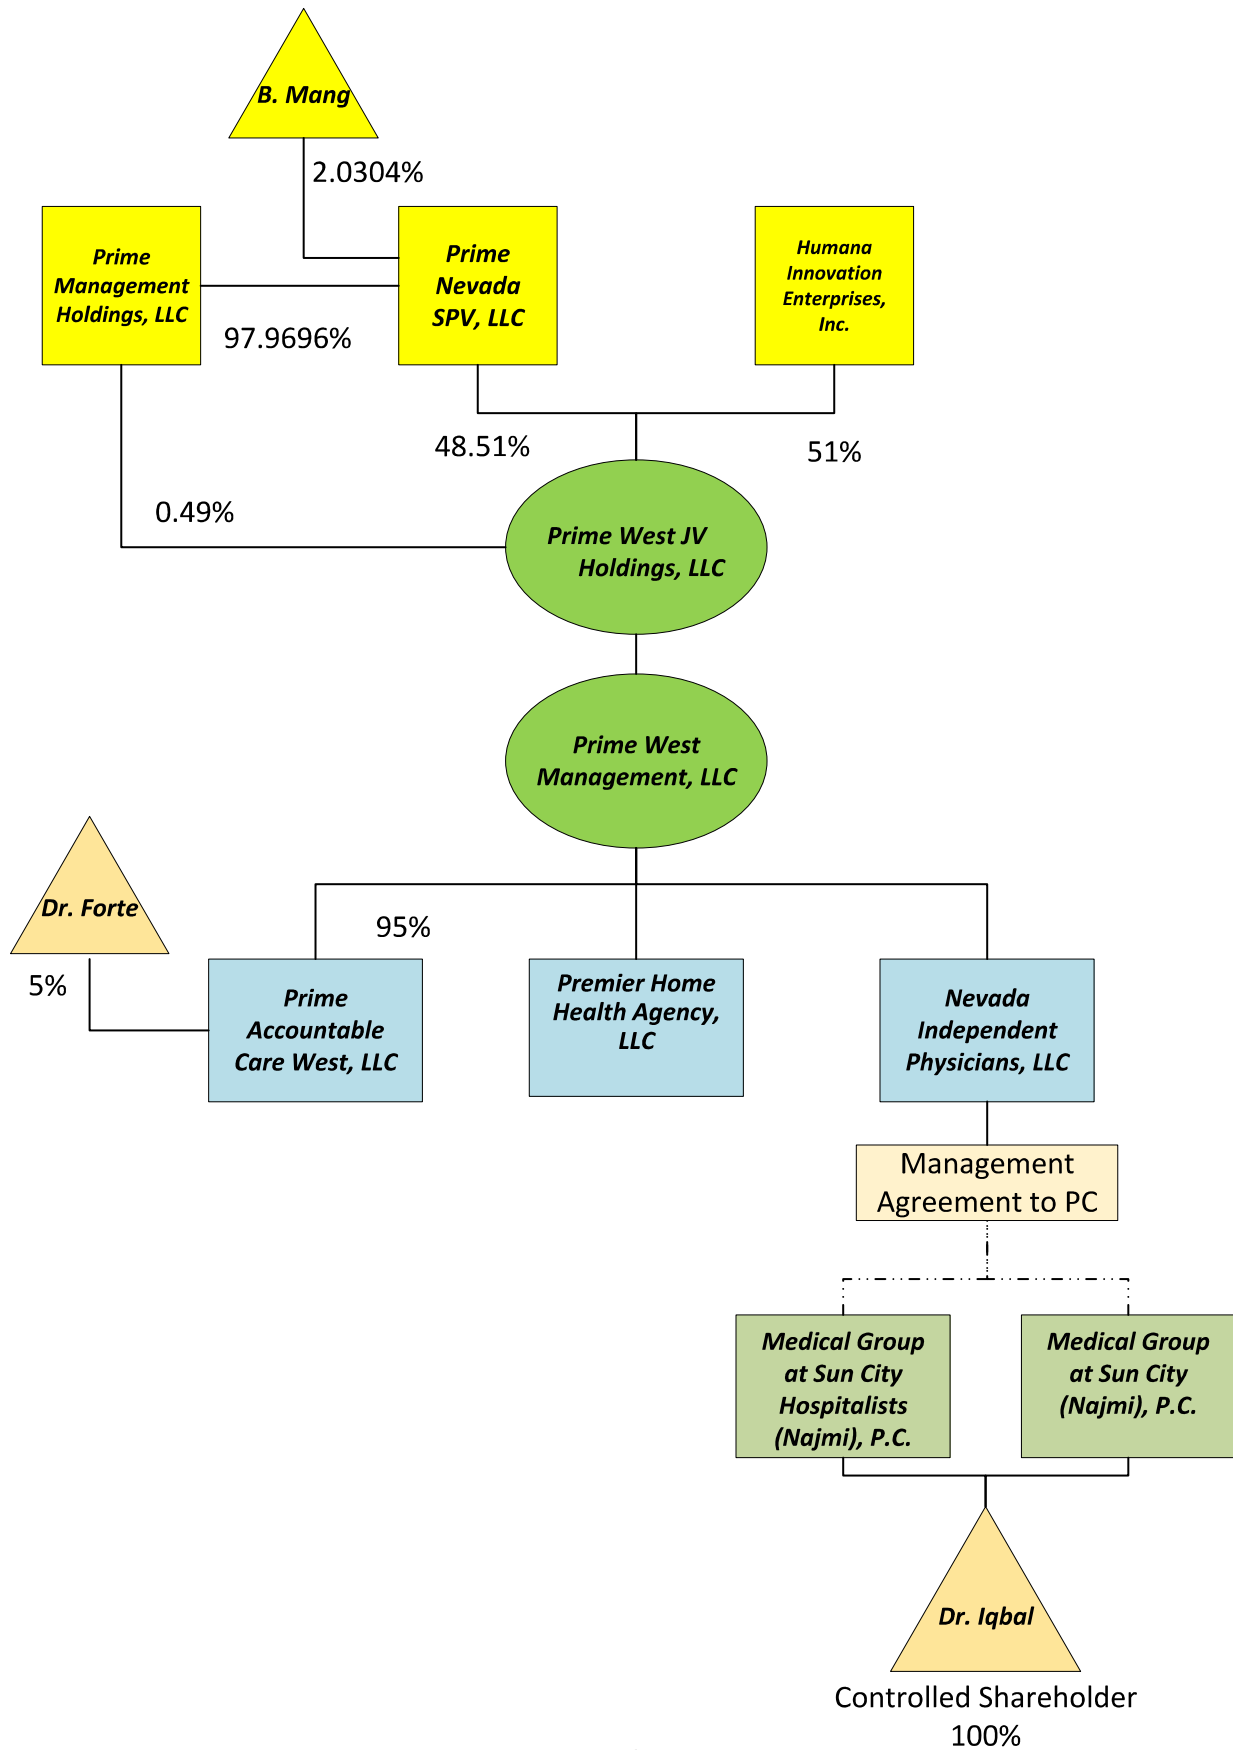 B. Mang
2.0304%
Prime
Management
Holdings, LLC
97.9696%
Prime
Nevada
SPV, LLC
Humana
Innovation
Enterprises,
Inc.
48.51%
51%
0.49%
Prime West JV
Holdings, LLC
Prime West
Management, LLC
Dr. Forte
95%
5%
Prime
Accountable
Care West, LLC
Premier Home
Health Agency,
LLC
Nevada
Independent
Physicians, LLC
Management
Agreement to PC
Medical Group
at Sun City
Hospitalists
(Najmi), P.C.
Medical Group
at Sun City
(Najmi), P.C.
Dr. Iqbal
Controlled Shareholder
100%